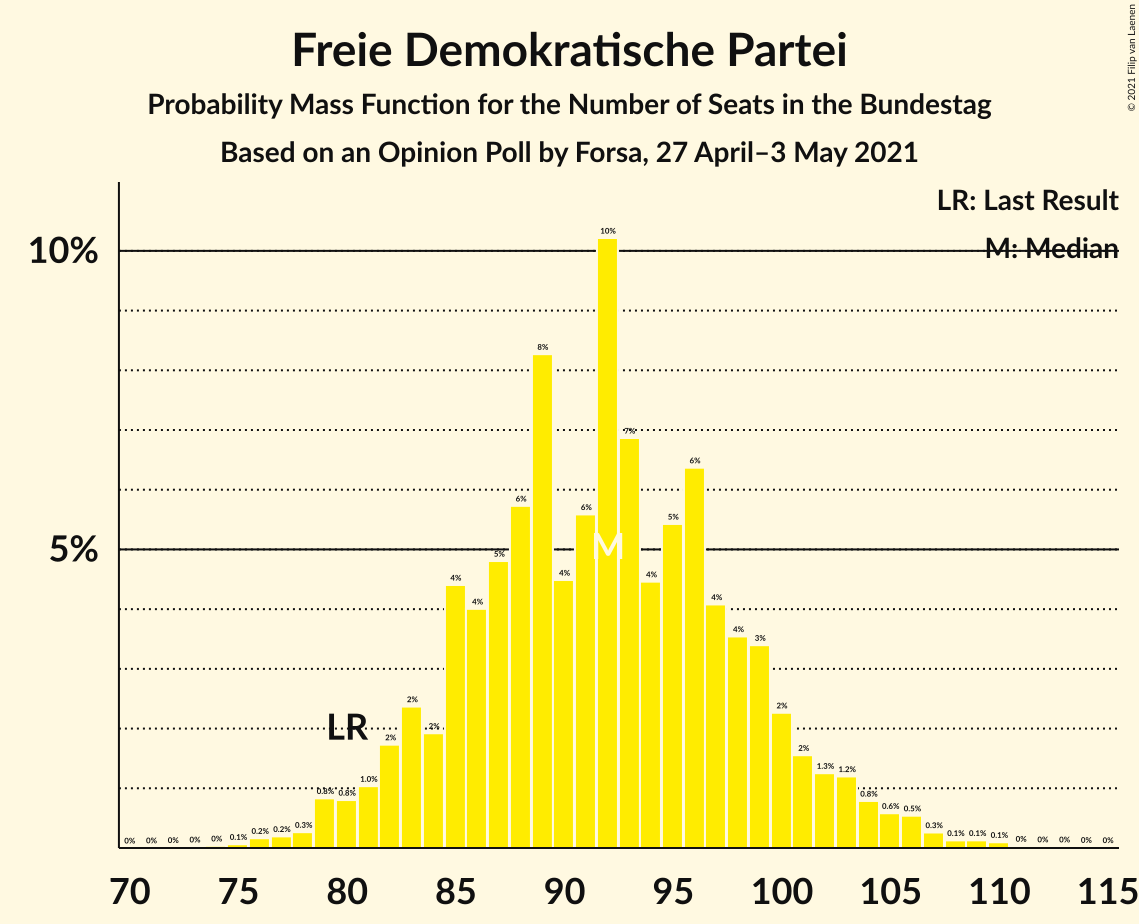 © 2021 Filip van Laenen
Freie Demokratische Partei
Probability Mass Function for the Number of Seats in the Bundestag
Based on an Opinion Poll by Forsa, 27 April–3 May 2021
LR: Last Result
M: Median
10%
5%
LR
M
0% 0% 0% 0% 0% 0.1% 0.2% 0.2% 0.3% 0.8% 0.8% 1.0% 2% 2% 2% 4% 4% 5% 6% 8% 4% 6% 10% 7% 4% 5% 6% 4% 4% 3% 2% 2% 1.3% 1.2% 0.8% 0.6% 0.5% 0.3% 0.1% 0.1% 0.1% 0% 0% 0% 0% 0%
70 75 80 85 90 95 100 105 110 115